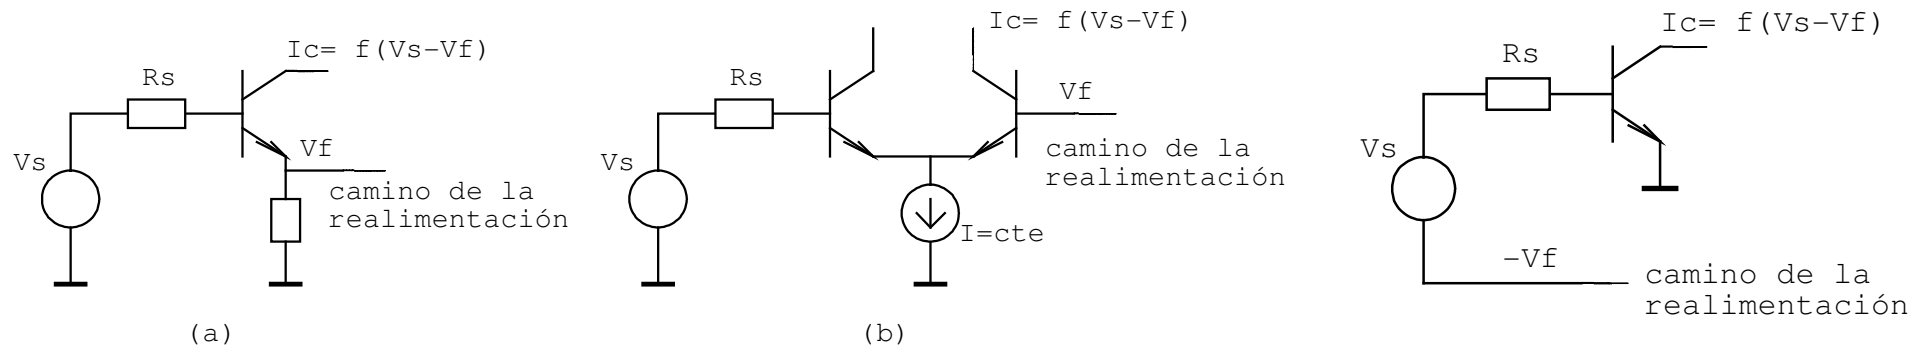 Ic= f(Vs-Vf)
Rs
Vs
Vf
camino de la
realimentación
(a)
Ic= f(Vs-Vf)
Rs
Vf
Vs
camino de la
realimentación
I=cte
(b)
Ic= f(Vs-Vf)
Rs
Vs
-Vf
camino de la
realimentación